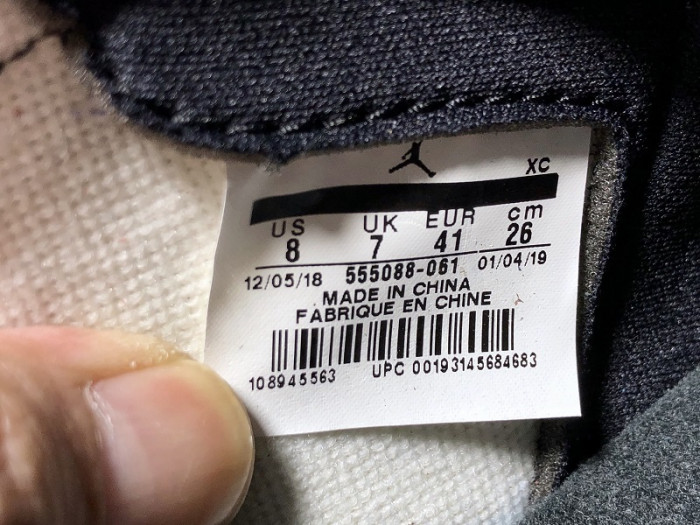 XC
US UK EUR cm
8 7 41 26
12/05/18 555088-061 01/04/19
MADE IN CHINA
FABRIQUE EN CHINE
108945563 UPC 00193145684683